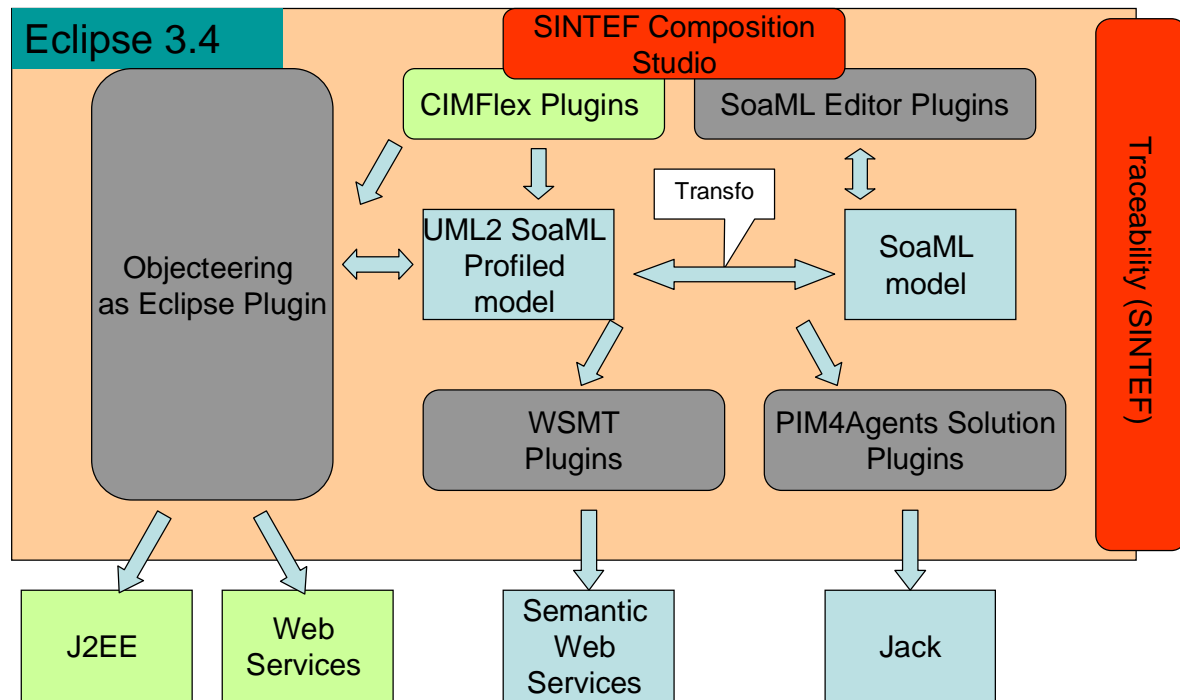 Eclipse 3.4
SINTEF Composition
Studio
CIMFlex Plugins
SoaML Editor Plugins
Traceability (SINTEF)
Transfo
Objecteering
as Eclipse Plugin
UML2 SoaML
Profiled
model
SoaML
model
WSMT
Plugins
PIM4Agents Solution
Plugins
J2EE
Web
Services
Semantic
Web
Services
Jack